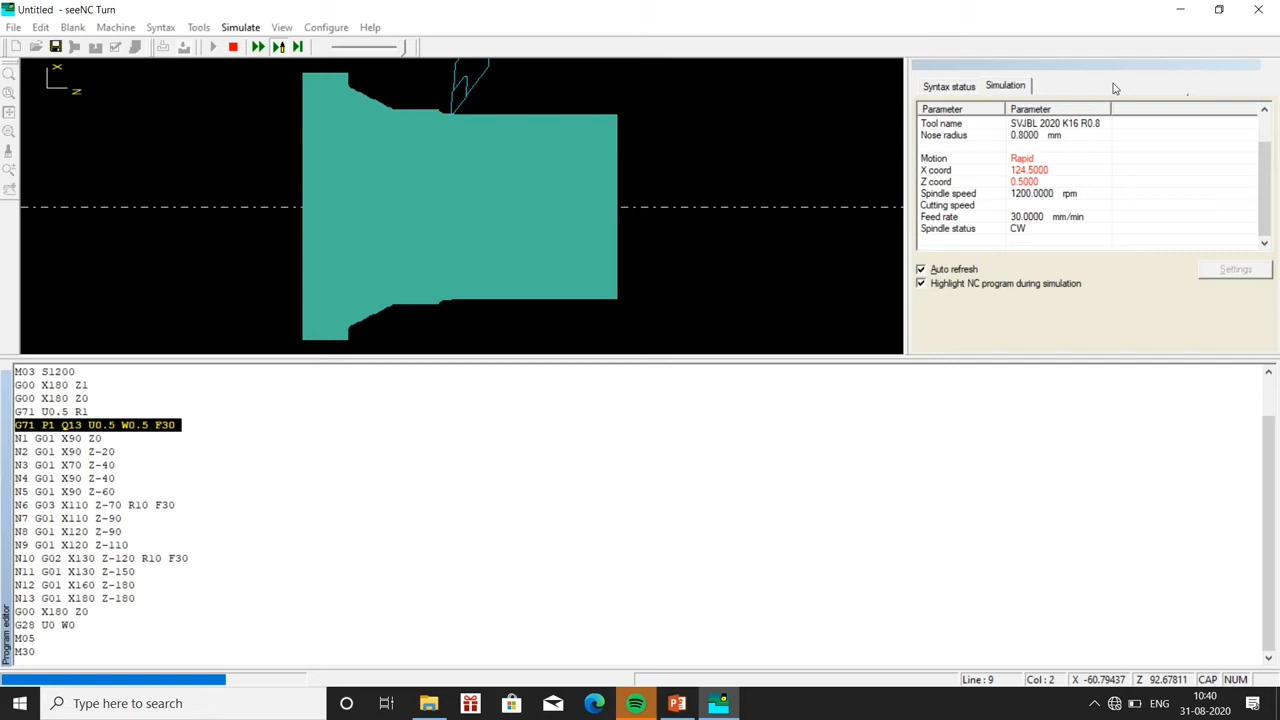 Untitled - seeNC Turn
File Edit Blank Machine Syntax Tools Simulate View Configure Help
X
Z
Syntax status Simulation
Parameter Parameter
Tool name SVJBL 2020 K16 R0.8
Nose radius 0.8000 mm
Motion Rapid
X coord 124.5000
Z coord 0.5000
Spindle speed 1200.0000 rpm
Cutting speed
Feed rate 30.0000 mm/min
Spindle status CW
Auto refresh Settings
Highlight NC program during simulation
M03 S1200
G00 X180 Z1
G00 X180 Z0
G71 U0.5 R1
G71 P1 Q13 U0.5 W0.5 F30
N1 G01 X90 Z0
N2 G01 X90 Z-20
N3 G01 X70 Z-40
N4 G01 X90 Z-40
N5 G01 X90 Z-60
N6 G03 X110 Z-70 R10 F30
N7 G01 X110 Z-90
N8 G01 X120 Z-90
N9 G01 X120 Z-110
N10 G02 X130 Z-120 R10 F30
N11 G01 X130 Z-150
N12 G01 X160 Z-180
N13 G01 X180 Z-180
G00 X180 Z0
G28 U0 W0
M05
M30
Program editor
Line: 9 Col: 2 X -60.79437 Z 92.67811 CAP NUM
Type here to search
ENG
10:40
31-08-2020